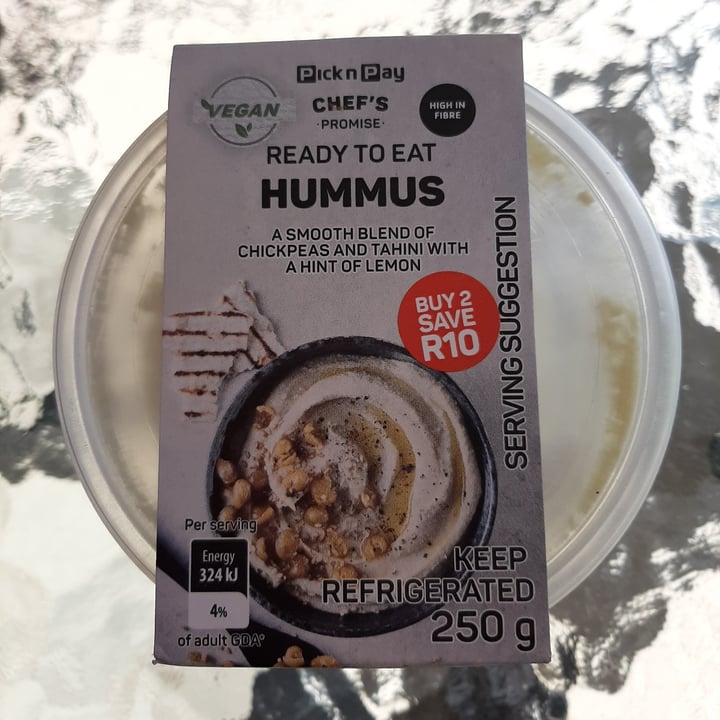 Pick n Pay
VEGAN
CHEF'S
·PROMISE·
HIGH IN
FIBRE
READY TO EAT
HUMMUS
A SMOOTH BLEND OF
CHICKPEAS AND TAHINI WITH
A HINT OF LEMON
BUY 2
SAVE
R10
SERVING SUGGESTION
Per serving
Energy
324 kJ
4%
of adult GDA*
KEEP
REFRIGERATED
250 g